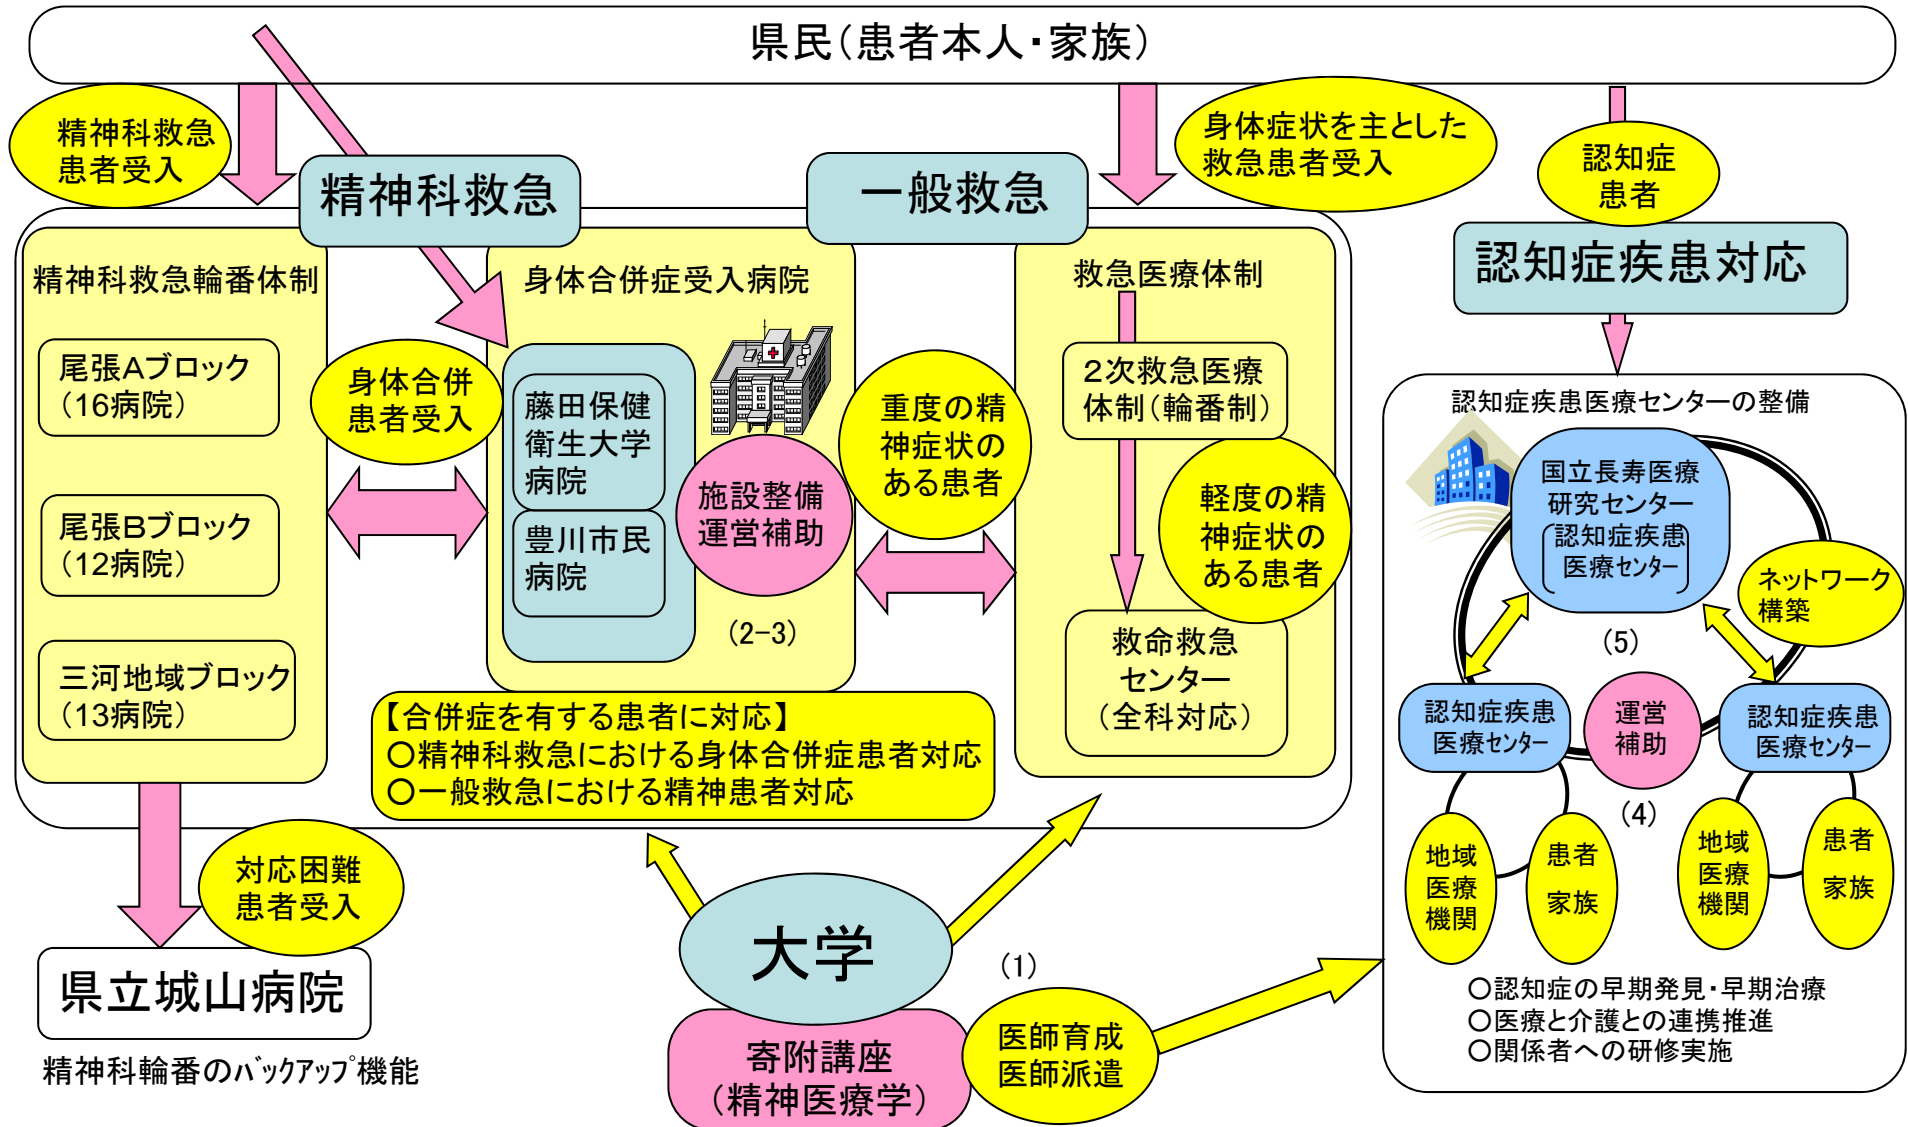 県民(患者本人・家族)
精神科救急
患者受入
身体症状を主とした
救急患者受入
認知症
患者
精神科救急
一般救急
認知症疾患対応
精神科救急輪番体制
尾張Aブロック
(16病院)
尾張Bブロック
(12病院)
三河地域ブロック
(13病院)
身体合併
患者受入
身体合併症受入病院
藤田保健
衛生大学
病院
豊川市民
病院
施設整備
運営補助
(2-3)
重度の精
神症状の
ある患者
救急医療体制
2次救急医療
体制(輪番制)
軽度の精
神症状の
ある患者
救命救急
センター
(全科対応)
【合併症を有する患者に対応】
○精神科救急における身体合併症患者対応
○一般救急における精神患者対応
対応困難
患者受入
県立城山病院
精神科輪番のバックアップ機能
大学
(1)
寄附講座
(精神医療学)
医師育成
医師派遣
認知症疾患医療センターの整備
国立長寿医療
研究センター
認知症疾患
医療センター
ネットワーク
構築
(5)
認知症疾患
医療センター
運営
補助
認知症疾患
医療センター
(4)
地域
医療
機関
患者
家族
地域
医療
機関
患者
家族
○認知症の早期発見・早期治療
○医療と介護との連携推進
○関係者への研修実施